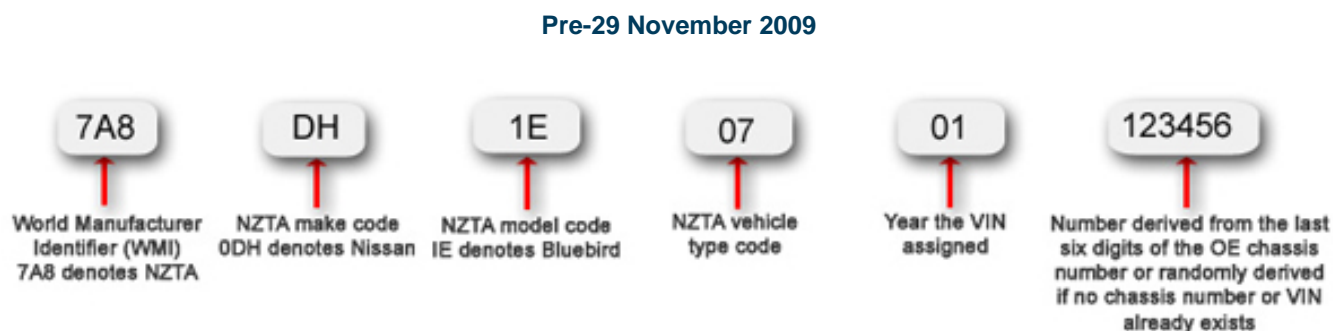 Pre-29 November 2009
7A8
DH
1E
07
01
123456
World Manufacturer
Identifier (WMI)
7A8 denotes NZTA
NZTA make code
0DH denotes Nissan
NZTA model code
IE denotes Bluebird
NZTA vehicle
type code
Year the VIN
assigned
Number derived from the last
six digits of the OE chassis
number or randomly derived
if no chassis number or VIN
already exists